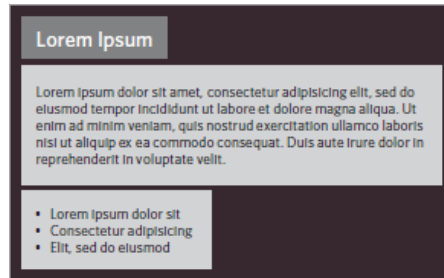 Lorem Ipsum
Lorem ipsum dolor sit amet, consectetur adipisicing elit, sed do
eiusmod tempor incididunt ut labore et dolore magna aliqua. Ut
enim ad minim veniam, quis nostrud exercitation ullamco laboris
nisi ut aliquip ex ea commodo consequat. Duis aute irure dolor in
reprehenderit in voluptate velit.
▪ Lorem ipsum dolor sit
▪ Consectetur adipisicing
▪ Elit, sed do eiusmod